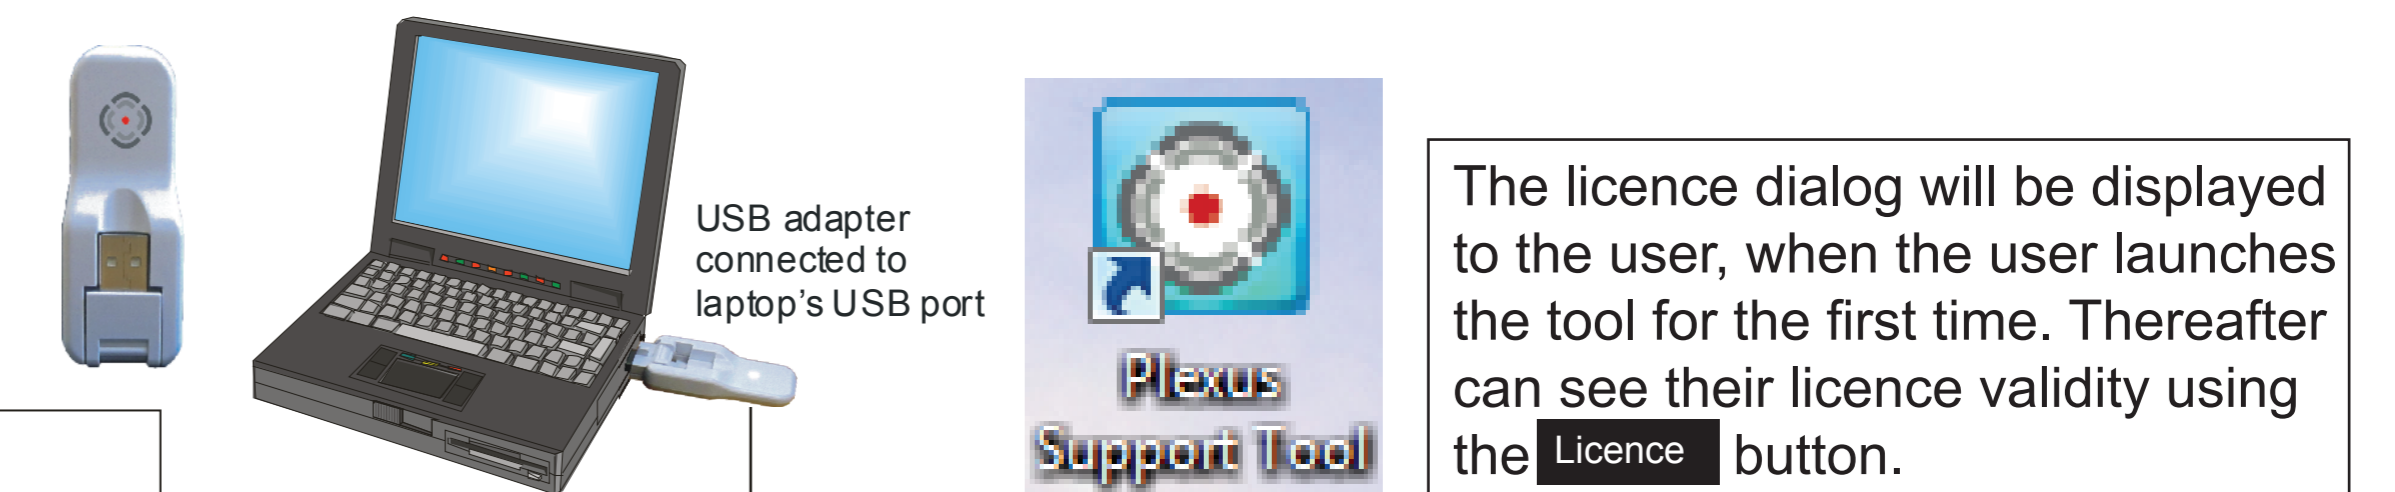 USB adapter
connected to
laptop's USB port
Plexus
Support Tool
The licence dialog will be displayed
to the user, when the user launches
the tool for the first time. Thereafter
can see their licence validity using
the Licence button.